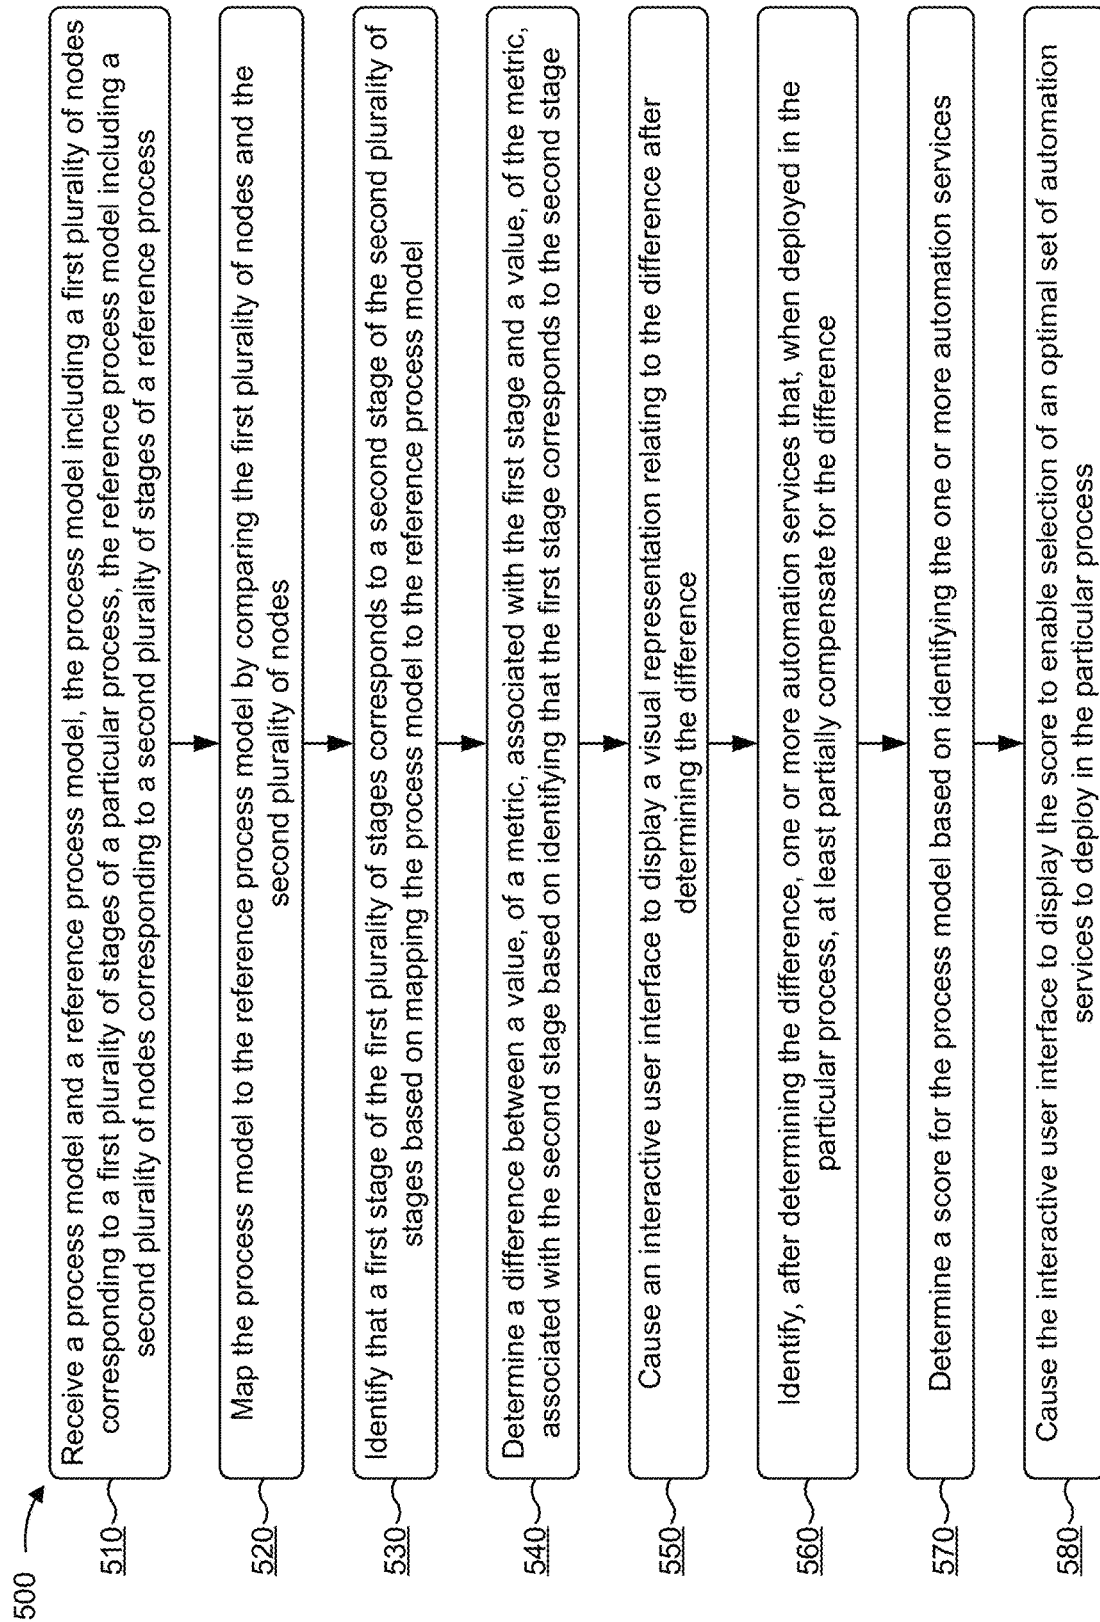 500
510
Receive a process model and a reference process model, the process model including a first plurality of nodes
corresponding to a first plurality of stages of a particular process, the reference process model including a
second plurality of nodes corresponding to a second plurality of stages of a reference process
520
Map the process model to the reference process model by comparing the first plurality of nodes and the
second plurality of nodes
530
Identify that a first stage of the first plurality of stages corresponds to a second stage of the second plurality of
stages based on mapping the process model to the reference process model
540
Determine a difference between a value, of a metric, associated with the first stage and a value, of the metric,
associated with the second stage based on identifying that the first stage corresponds to the second stage
550
Cause an interactive user interface to display a visual representation relating to the difference after
determining the difference
560
Identify, after determining the difference, one or more automation services that, when deployed in the
particular process, at least partially compensate for the difference
570
Determine a score for the process model based on identifying the one or more automation services
580
Cause the interactive user interface to display the score to enable selection of an optimal set of automation
services to deploy in the particular process